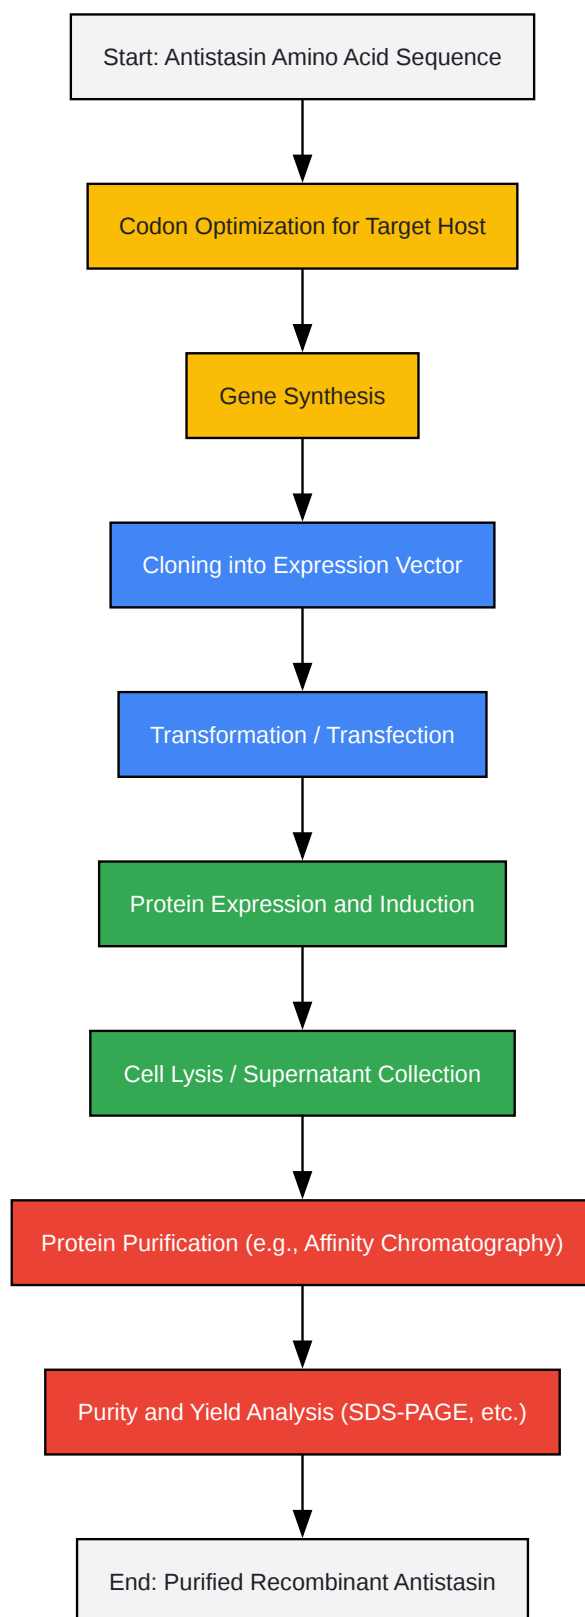 Start: Antistasin Amino Acid Sequence
Codon Optimization for Target Host
Gene Synthesis
Cloning into Expression Vector
Transformation / Transfection
Protein Expression and Induction
Cell Lysis / Supernatant Collection
Protein Purification (e.g., Affinity Chromatography)
Purity and Yield Analysis (SDS-PAGE, etc.)
End: Purified Recombinant Antistasin